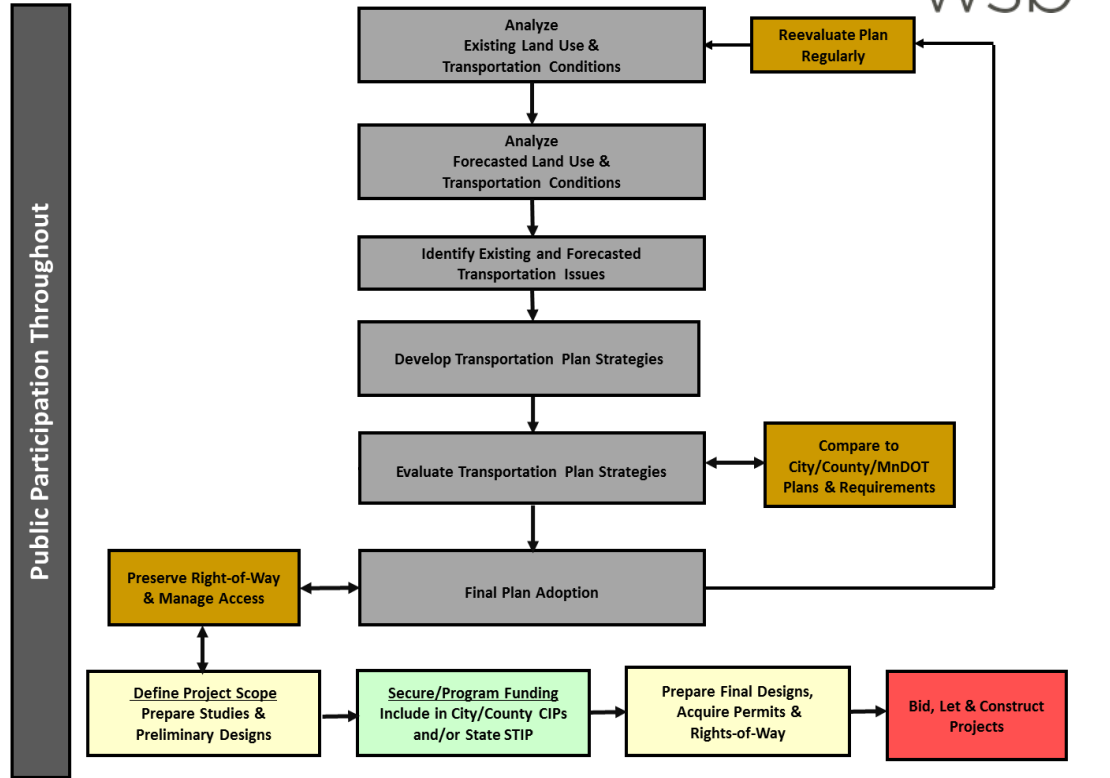 wsb
Public Participation Throughout
Analyze
Existing Land Use &
Transportation Conditions
Reevaluate Plan
Regularly
Analyze
Forecasted Land Use &
Transportation Conditions
Identify Existing and Forecasted
Transportation Issues
Develop Transportation Plan Strategies
Evaluate Transportation Plan Strategies
Compare to
City/County/MnDOT
Plans & Requirements
Preserve Right-of-Way
& Manage Access
Final Plan Adoption
Define Project Scope
Prepare Studies &
Preliminary Designs
Secure/Program Funding
Include in City/County CIPs
and/or State STIP
Prepare Final Designs,
Acquire Permits &
Rights-of-Way
Bid, Let & Construct
Projects